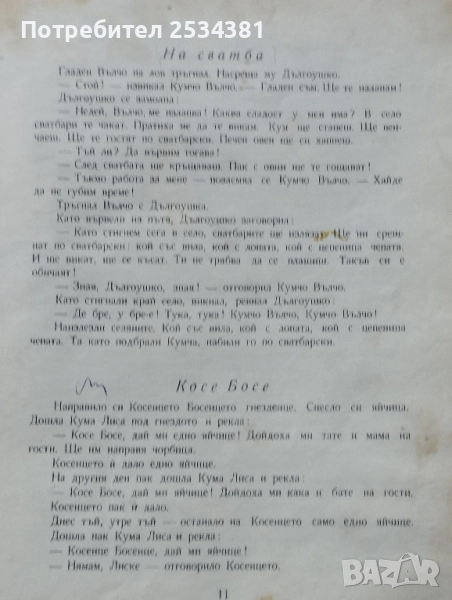 Потребител 2534381
На сватба
Гладен Вълчо на лов тръгнал. Насреща му Дългоушко.
— Стой! — извикал Кумчо Вълчо. — Гладен съм. Ще те излапам!
Дългоушко се замолил:
— Недей, Вълчо, ме излапва! Каква сладост у мен има? В село
сватбари те чакат. Пратиха ме да те викам. Кум ще станеш. Ще вен-
чаеш. Ще те гостят по сватбарски. Печен овен ще си хапнеш.
— Тъй ли? Да вървим тогава!
— След сватбата ще кръщаваш. Пак с овни ще те гощават!
— Тъкмо работа за мене — повасмял се Кумчо Вълчо. — Хайде
да не губим време!
Тръгнал Вълчо с Дългоушка.
Като вървели из пътя, Дългоушко заговорил:
— Като стигнем сега в село, сватбарите ще налязат. Ще ни срещ-
нат по сватбарски: кой със вила, кой с лопата, кой с цепеница чепата.
И ще викат, ще се късат. Ти не трябва да се плашиш. Такъв си е
обичаят!
— Зная, Дългоушко, зная! — отговорил Кумчо Вълчо.
Като стигнали край село, викнал, ревнал Дългоушко:
— Де бре, у бре-е! Тука, тука! Кумчо Вълчо, Кумчо Вълчо!
Наизлезли селяните. Кой със вила, кой с лопата, кой с цепеница
чепата. Та като подбрали Кумча, набили го по сватбарски.
Косе Босе
Направило си Косенцето Босенцето гнезденце. Снесло си яйчица.
Дошла Кума Лиса под гнездото и рекла:
— Косе Босе, дай ми едно яйчице! Дойдоха ми тате и мама на
гости. Ще им направя чорбица.
Косенцето ѝ дало едно яйчице.
На другия ден пак дошла Кума Лиса и рекла:
— Косе Босе, дай ми яйчице! Дойдоха ми кака и бате на гости.
Косенцето пак ѝ дало.
Днес тъй, утре тъй — останало на Косенцето само едно яйчице.
Дошла пак Кума Лиса и рекла:
— Косенце Босенце, дай ми яйчице!
— Нямам, Лиске — отговорило Косенцето.
11
BAZAR